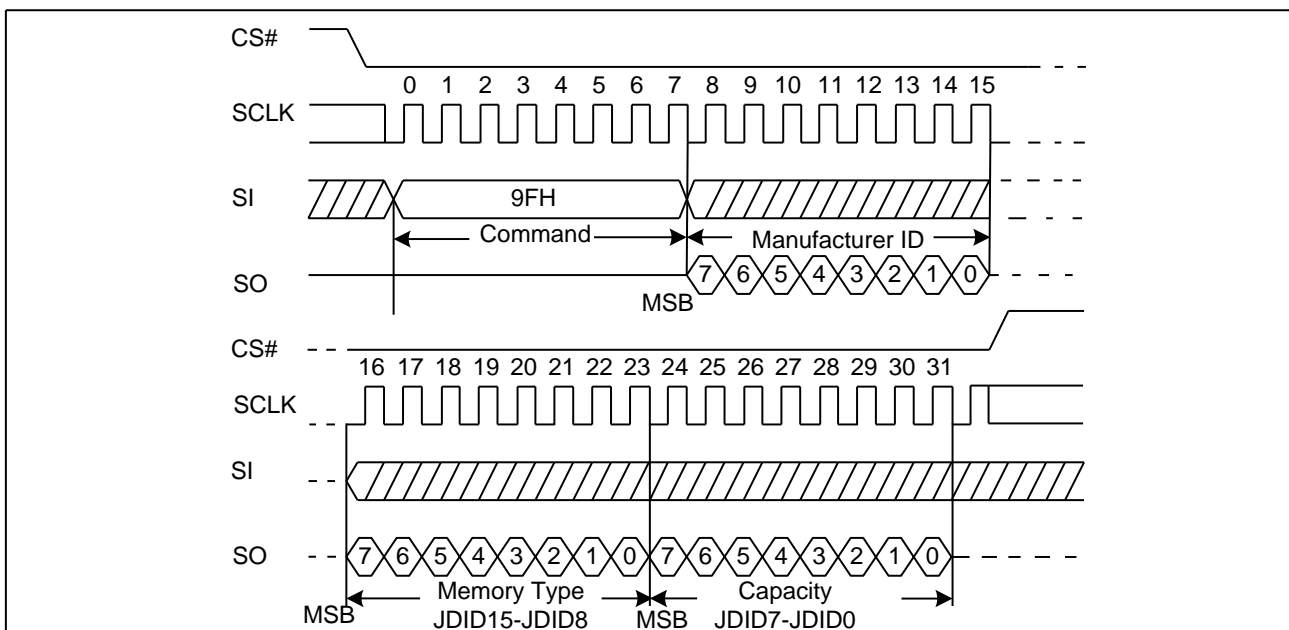 CS#
0 1 2 3 4 5 6 7 8 9 10 11 12 13 14 15
SCLK
SI
9FH
Command
Manufacturer ID
SO
7 6 5 4 3 2 1 0
MSB
CS#
16 17 18 19 20 21 22 23 24 25 26 27 28 29 30 31
SCLK
SI
SO
7 6 5 4 3 2 1 0 7 6 5 4 3 2 1 0
Memory Type
Capacity
MSB
JDID15-JDID8
MSB
JDID7-JDID0